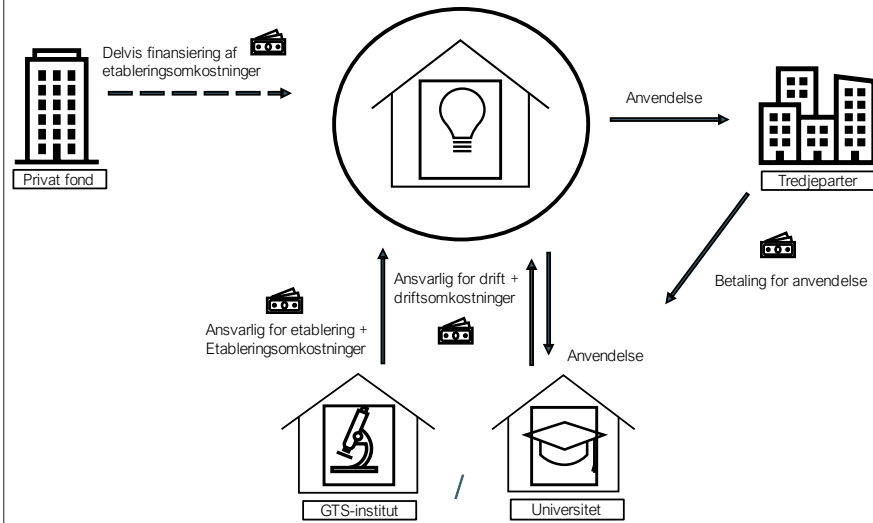 Delvis finansiering af
etableringsomkostninger
Privat fond
Anvendelse
Tredjeparter
Betaling for anvendelse
Ansvarlig for etablering +
Etableringsomkostninger
Ansvarlig for drift +
driftsomkostninger
Anvendelse
GTS-institut
/
Universitet